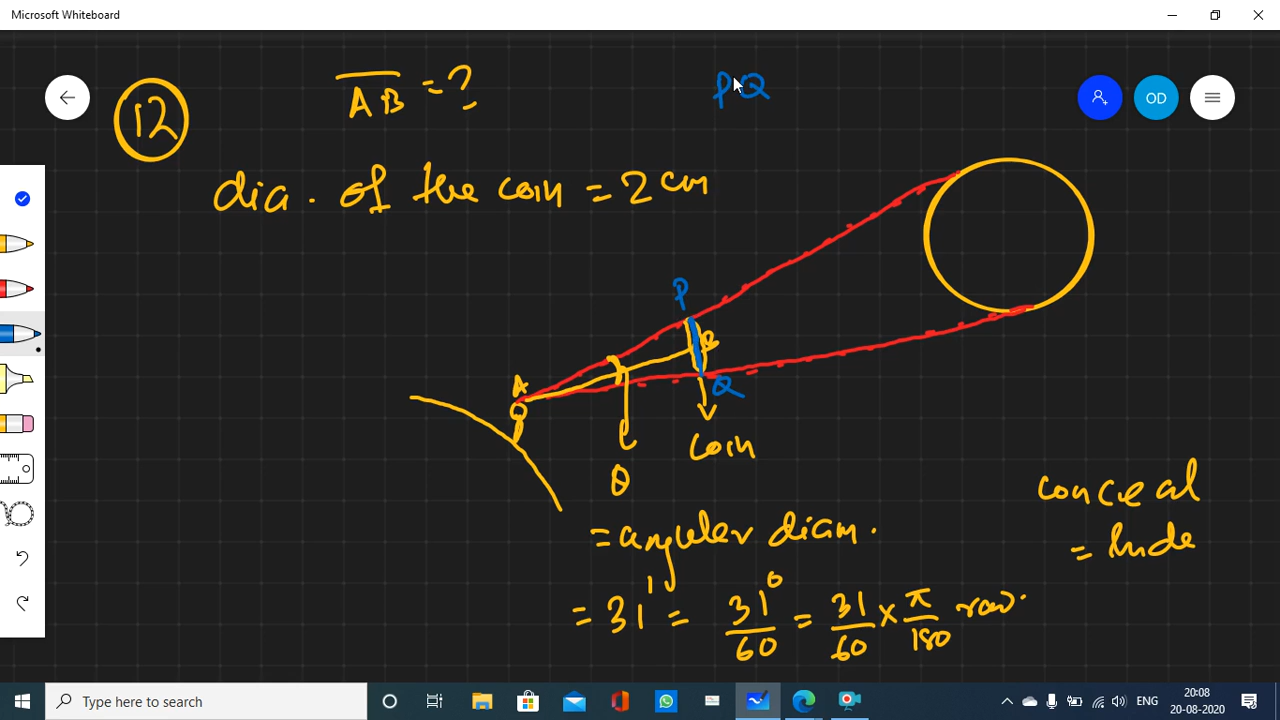 Microsoft Whiteboard
12
AB = ?
PQ
OD
dia. of the coin = 2 cm
P
B
A
Q
coin
θ
conceal
= hide
= anguler diam.
= 31' = 31°/60 = 31/60 × π/180 rad.
Type here to search
ENG
20:08
20-08-2020